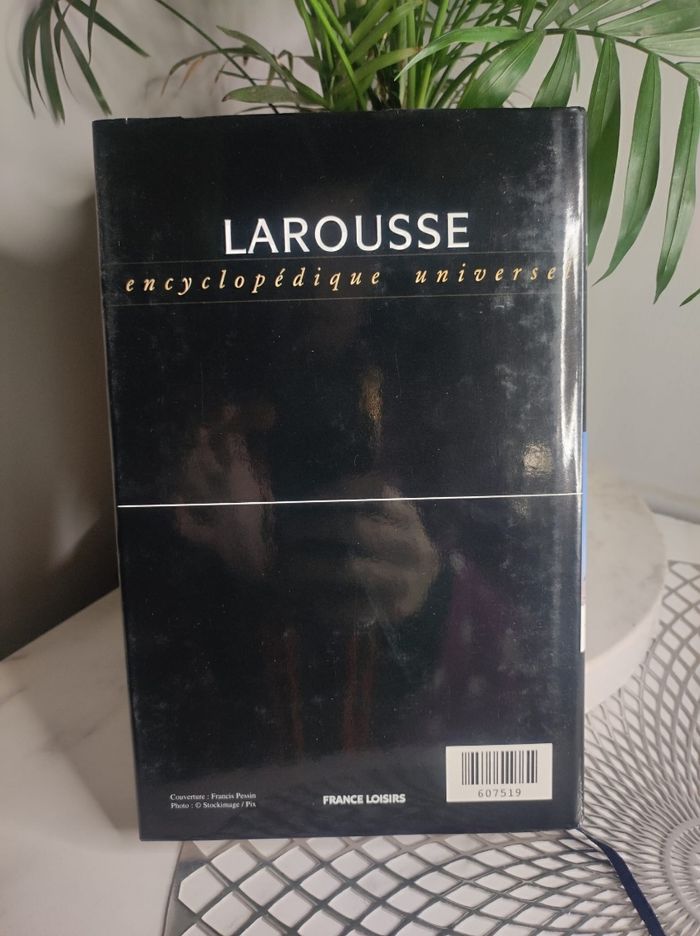 LAROUSSE
encyclopédique universel
Couverture : Francis Pessin
Photo : © Stockimage / Pix
FRANCE LOISIRS
607519